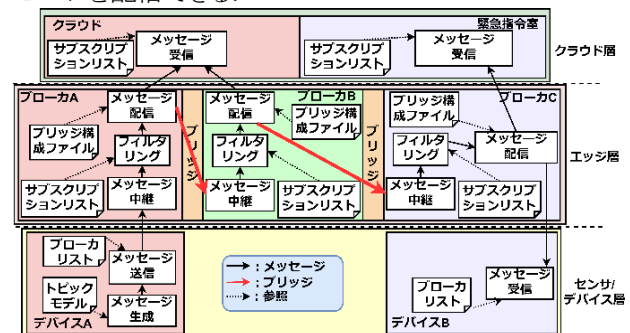 ージを配信できる.
クラウド
サブスクリプ
ションリスト
メッセージ
受信
緊急指令室
サブスクリプ
ションリスト
メッセージ
受信
クラウド層
ブローカA
メッセージ
配信
ブリッジ構
成ファイル
フィルタ
リング
サブスクリプ
ションリスト
メッセージ
中継
ブリッジ
ブローカB
メッセージ
配信
ブリッジ構
成ファイル
フィルタ
リング
メッセージ
中継
サブスクリプ
ションリスト
ブリッジ
ブローカC
ブリッジ構
成ファイル
フィルタ
リング
メッセージ
配信
メッセージ
中継
サブスクリプ
ションリスト
エッジ層
ブローカ
リスト
メッセージ
送信
トピック
モデル
メッセージ
生成
デバイスA
:メッセージ
:ブリッジ
:参照
ブローカ
リスト
メッセージ
受信
デバイスB
センサ/
デバイス層